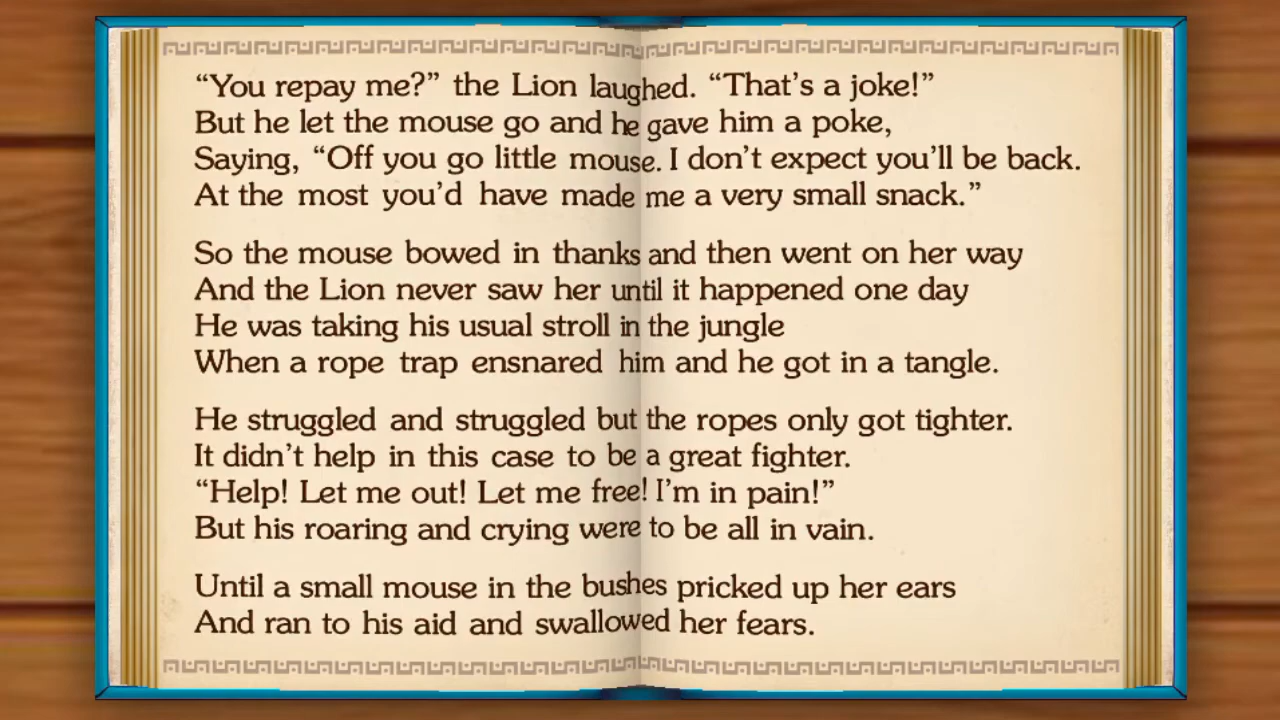 “You repay me?” the Lion laughed. “That’s a joke!”
But he let the mouse go and he gave him a poke,
Saying, “Off you go little mouse. I don’t expect you’ll be back.
At the most you’d have made me a very small snack.”
So the mouse bowed in thanks and then went on her way
And the Lion never saw her until it happened one day
He was taking his usual stroll in the jungle
When a rope trap ensnared him and he got in a tangle.
He struggled and struggled but the ropes only got tighter.
It didn’t help in this case to be a great fighter.
“Help! Let me out! Let me free! I’m in pain!”
But his roaring and crying were to be all in vain.
Until a small mouse in the bushes pricked up her ears
And ran to his aid and swallowed her fears.